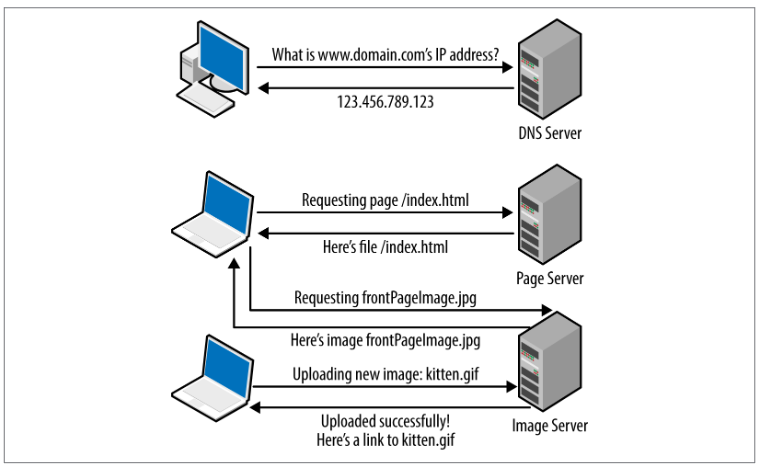 What is www.domain.com's IP address?
123.456.789.123
DNS Server
Requesting page /index.html
Here's file /index.html
Page Server
Requesting frontPageImage.jpg
Here's image frontPageImage.jpg
Uploading new image: kitten.gif
Uploaded successfully!
Here's a link to kitten.gif
Image Server